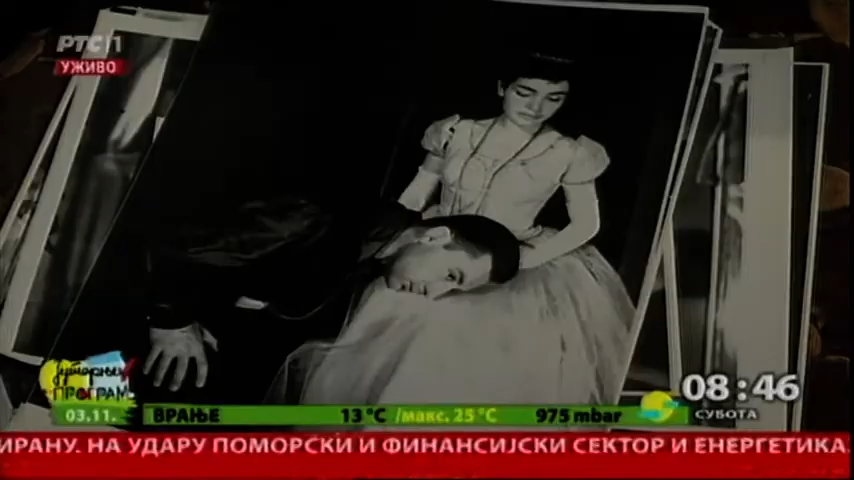 РТС 1
УЖИВО
Јутарњи
ПРОГРАМ
03.11.
ВРАЊЕ 13°C /макс. 25°C 975 mbar
08:46
СУБОТА
ИРАНУ. НА УДАРУ ПОМОРСКИ И ФИНАНСИЈСКИ СЕКТОР И ЕНЕРГЕТИКА.